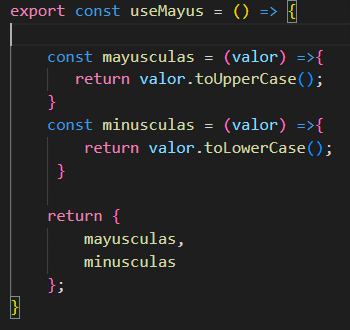 export const useMayus = () => {
const mayusculas = (valor) =>{
return valor.toUpperCase();
}
const minusculas = (valor) =>{
return valor.toLowerCase();
}
return {
mayusculas,
minusculas
};
}